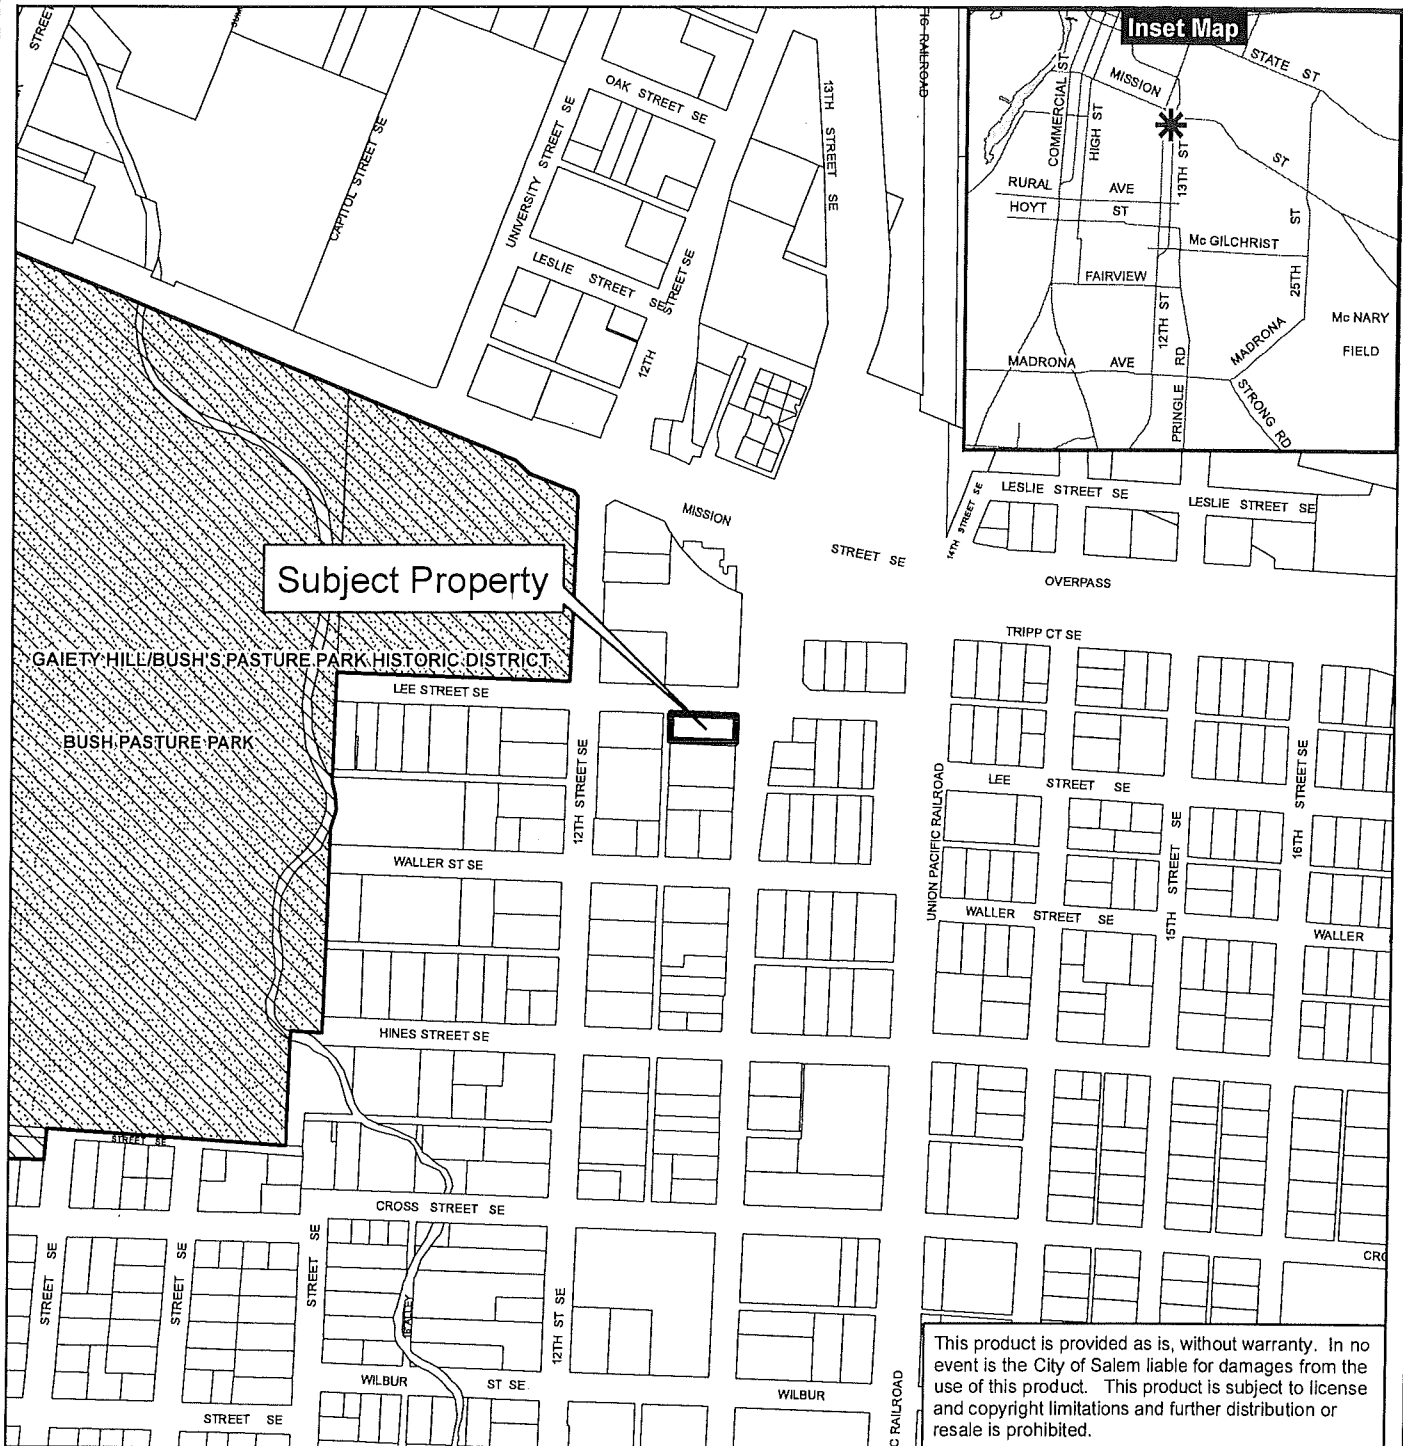 STREET
CAPITOL STREET SE
UNIVERSITY STREET SE
OAK STREET SE
LESLIE STREET SE
12TH STREET SE
13TH STREET SE
RAILROAD
Inset Map
STATE ST
MISSION
ST
COMMERCIAL ST
HIGH ST
13TH ST
RURAL AVE
HOYT ST
Mc GILCHRIST
25TH ST
FAIRVIEW
12TH ST
MADRONA
Mc NARY
FIELD
MADRONA AVE
PRINGLE RD
STRONG RD
14TH STREET SE
LESLIE STREET SE
LESLIE STREET SE
MISSION
STREET SE
OVERPASS
Subject Property
TRIPP CT SE
GAIETY HILL/BUSH'S PASTURE PARK HISTORIC DISTRICT
LEE STREET SE
BUSH PASTURE PARK
12TH STREET SE
UNION PACIFIC RAILROAD
LEE STREET SE
15TH STREET SE
16TH STREET SE
WALLER ST SE
WALLER STREET SE
WALLER
HINES STREET SE
STREET SE
CROSS STREET SE
STREET SE
STREET SE
STREET SE
12TH ST SE
ALLEY
CRO
WILBUR ST SE
WILBUR
STREET SE
C RAILROAD
This product is provided as is, without warranty. In no
event is the City of Salem liable for damages from the
use of this product. This product is subject to license
and copyright limitations and further distribution or
resale is prohibited.